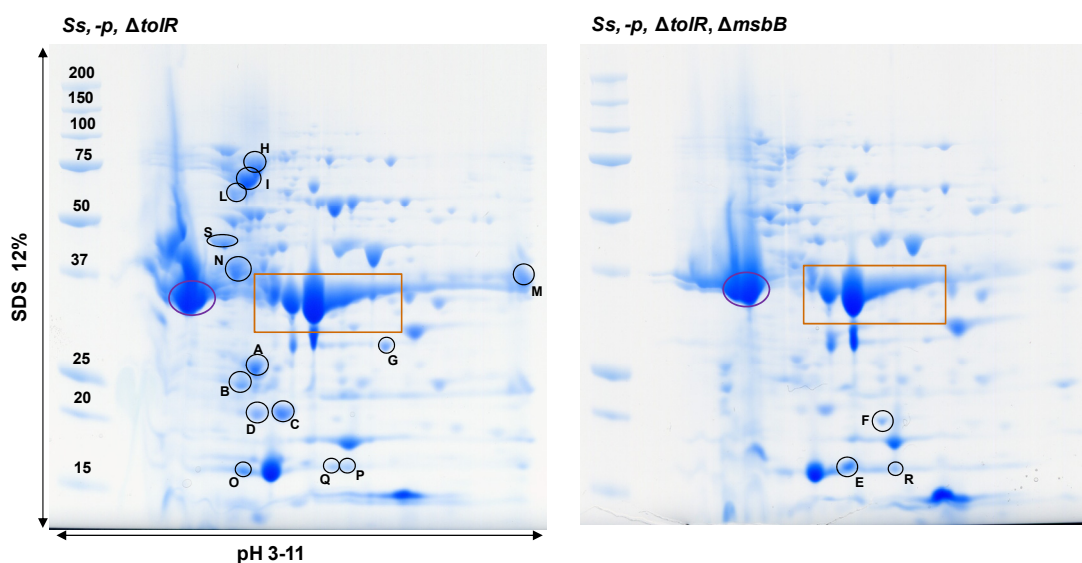 Ss, -p, ΔtolR
Ss, -p, ΔtolR, ΔmsbB
200
150
100
75
50
37
25
20
15
H
I
L
S
N
M
G
A
B
D
C
O
Q
P
F
E
R
SDS 12%
pH 3-11